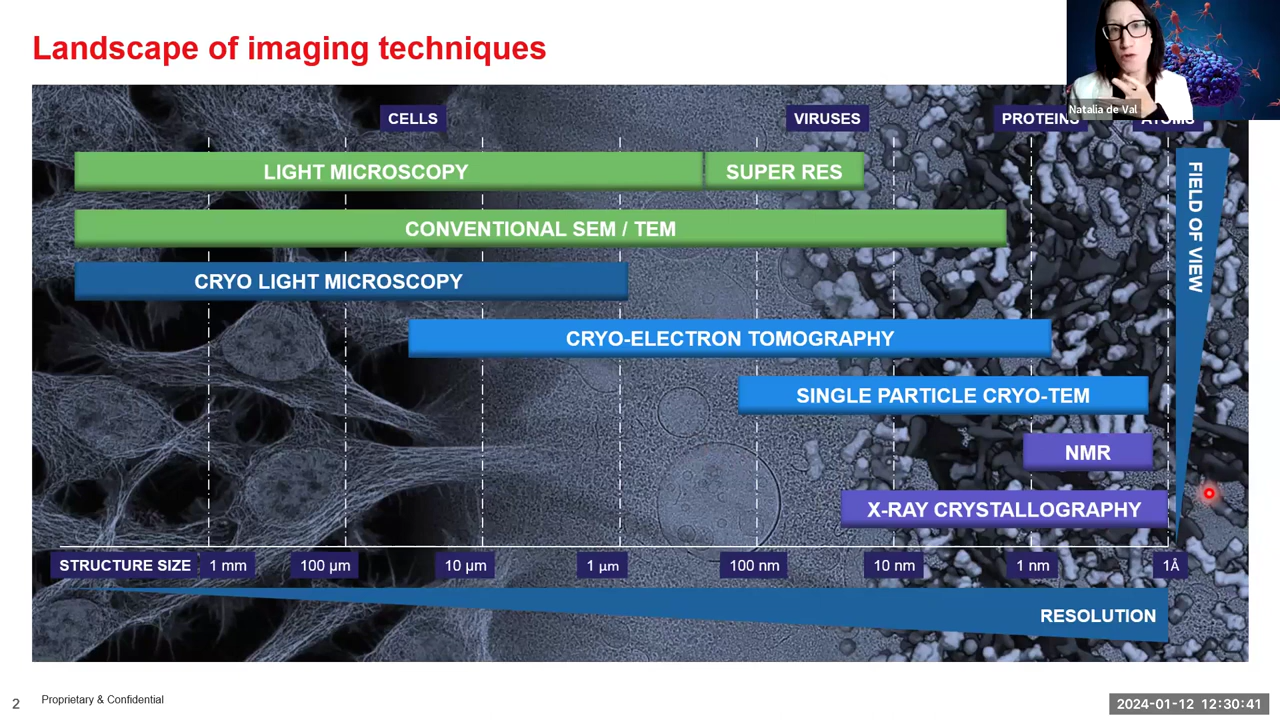 Landscape of imaging techniques
Natalia de Val
CELLS
VIRUSES
PROTEINS
ATOMS
LIGHT MICROSCOPY
SUPER RES
CONVENTIONAL SEM / TEM
CRYO LIGHT MICROSCOPY
CRYO-ELECTRON TOMOGRAPHY
SINGLE PARTICLE CRYO-TEM
NMR
X-RAY CRYSTALLOGRAPHY
FIELD OF VIEW
STRUCTURE SIZE
1 mm
100 µm
10 µm
1 µm
100 nm
10 nm
1 nm
1Å
RESOLUTION
2
Proprietary & Confidential
2024-01-12 12:30:41